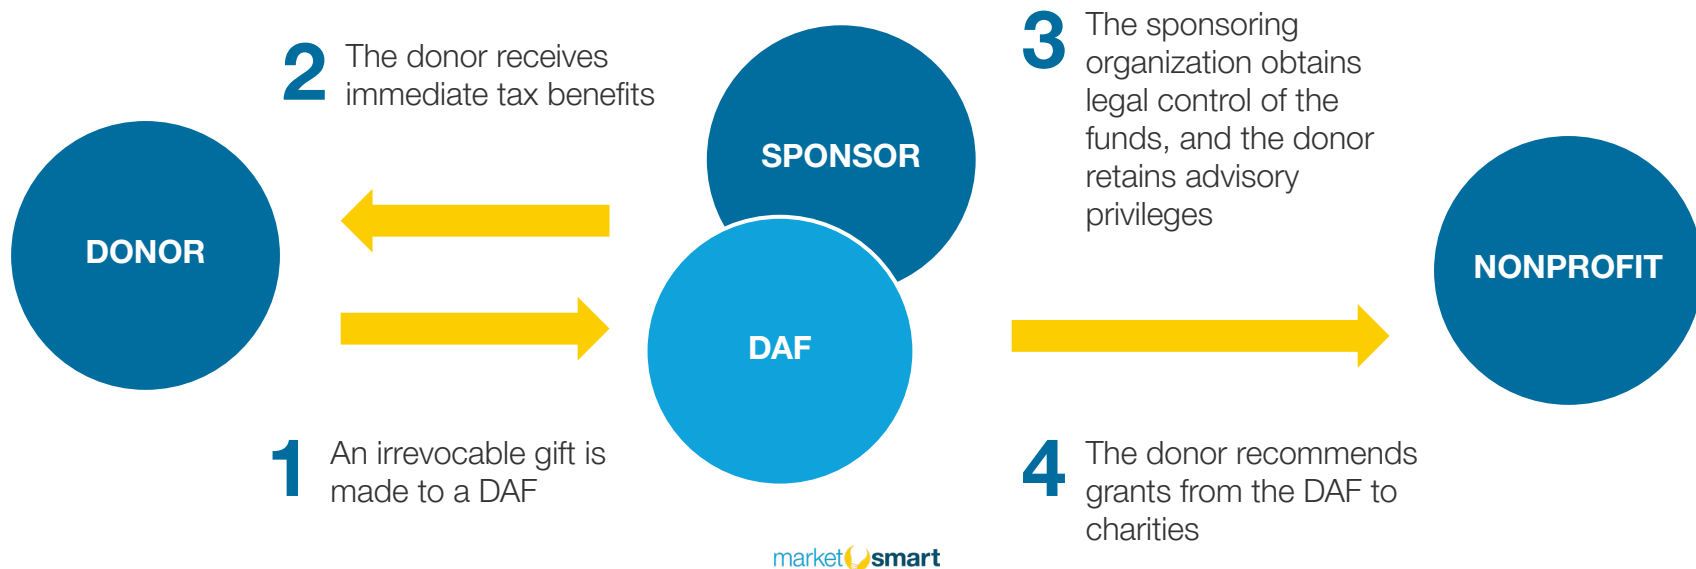 2
The donor receives
immediate tax benefits
SPONSOR
3
The sponsoring
organization obtains
legal control of the
funds, and the donor
retains advisory
privileges
DONOR
DAF
NONPROFIT
1
An irrevocable gift is
made to a DAF
4
The donor recommends
grants from the DAF to
charities
market smart